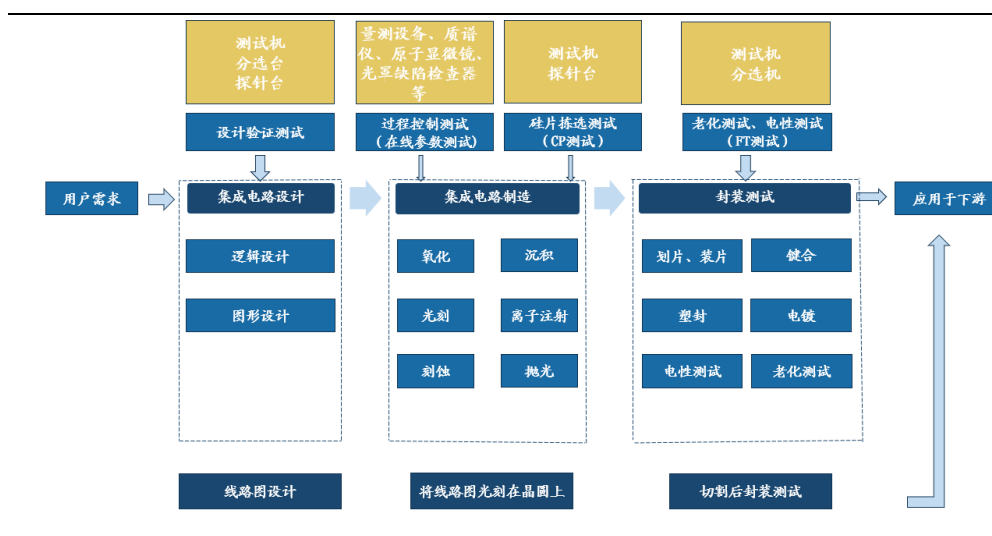 测试机
分选台
探针台
量测设备、质谱
仪、原子显微镜、
光罩缺陷检查器
等
测试机
探针台
测试机
分选机
设计验证测试
过程控制测试
(在线参数测试)
硅片拣选测试
(CP测试)
老化测试、电性测试
(FT测试)
用户需求
集成电路设计
集成电路制造
封装测试
应用于下游
逻辑设计
氧化
沉积
划片、装片
键合
图形设计
光刻
离子注射
塑封
电镀
刻蚀
抛光
电性测试
老化测试
线路图设计
将线路图光刻在晶圆上
切割后封装测试